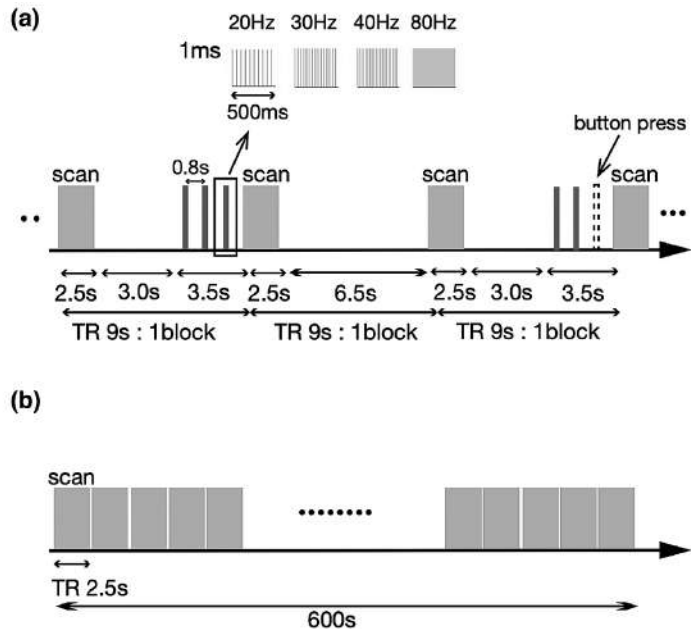 (a)
20Hz 30Hz 40Hz 80Hz
1ms
500ms
button press
scan 0.8s scan scan scan
2.5s 3.0s 3.5s 2.5s 6.5s 2.5s 3.0s 3.5s
TR 9s : 1block TR 9s : 1block TR 9s : 1block
(b)
scan
TR 2.5s
600s